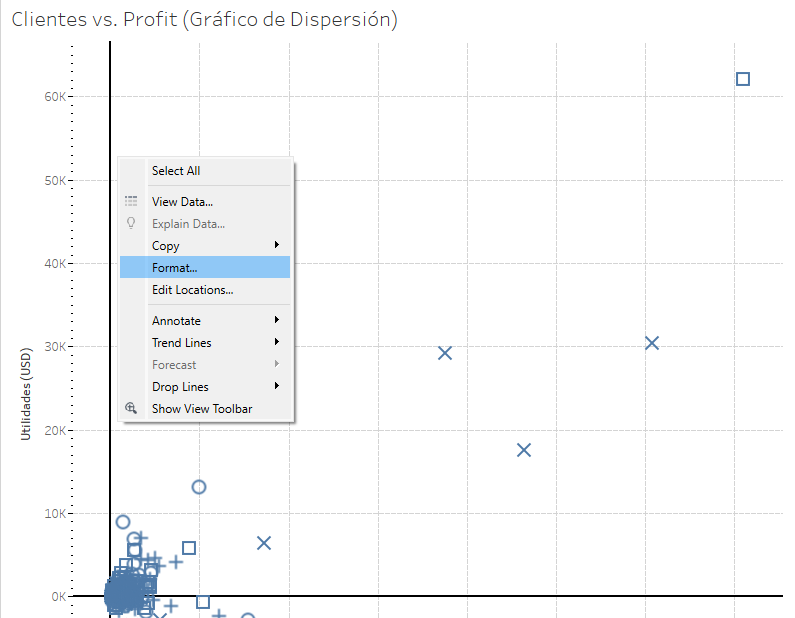 Clientes vs. Profit (Gráfico de Dispersión)
60K
50K
40K
30K
20K
10K
0K
Utilidades (USD)
Select All
View Data...
Explain Data...
Copy
Format...
Edit Locations...
Annotate
Trend Lines
Forecast
Drop Lines
Show View Toolbar